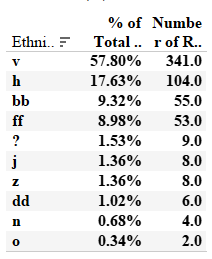 % of Numbe
Ethni.. Total .. r of R..
v 57.80% 341.0
h 17.63% 104.0
bb 9.32% 55.0
ff 8.98% 53.0
? 1.53% 9.0
j 1.36% 8.0
z 1.36% 8.0
dd 1.02% 6.0
n 0.68% 4.0
o 0.34% 2.0